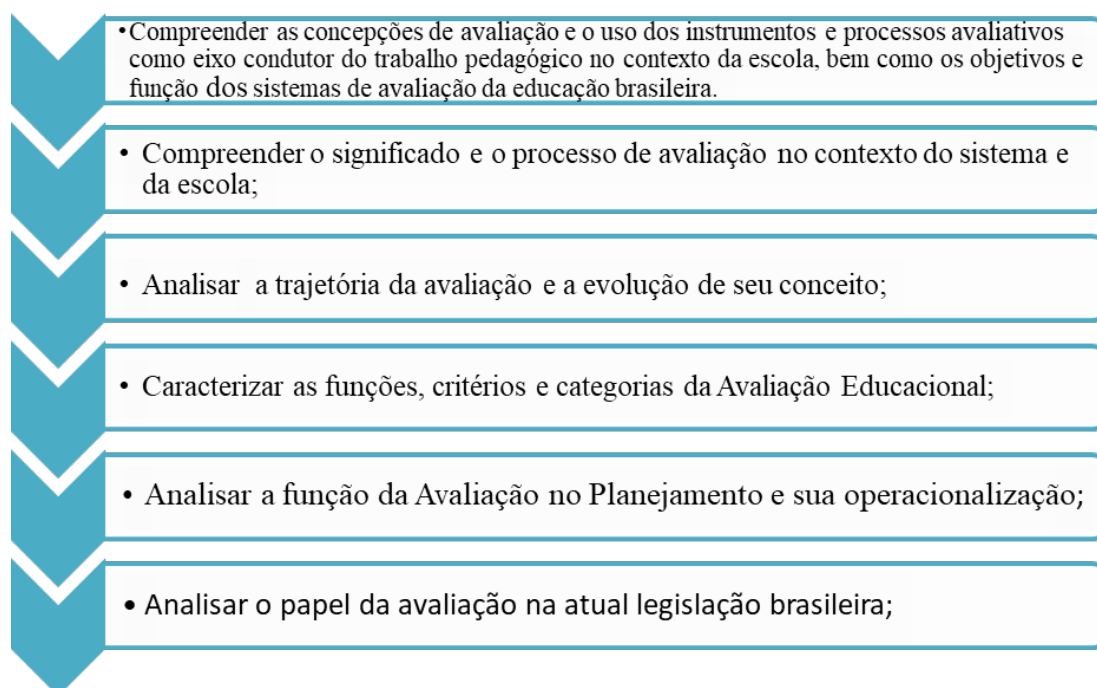 •Compreender as concepções de avaliação e o uso dos instrumentos e processos avaliativos
como eixo condutor do trabalho pedagógico no contexto da escola, bem como os objetivos e
função dos sistemas de avaliação da educação brasileira.
• Compreender o significado e o processo de avaliação no contexto do sistema e
da escola;
• Analisar a trajetória da avaliação e a evolução de seu conceito;
• Caracterizar as funções, critérios e categorias da Avaliação Educacional;
• Analisar a função da Avaliação no Planejamento e sua operacionalização;
• Analisar o papel da avaliação na atual legislação brasileira;